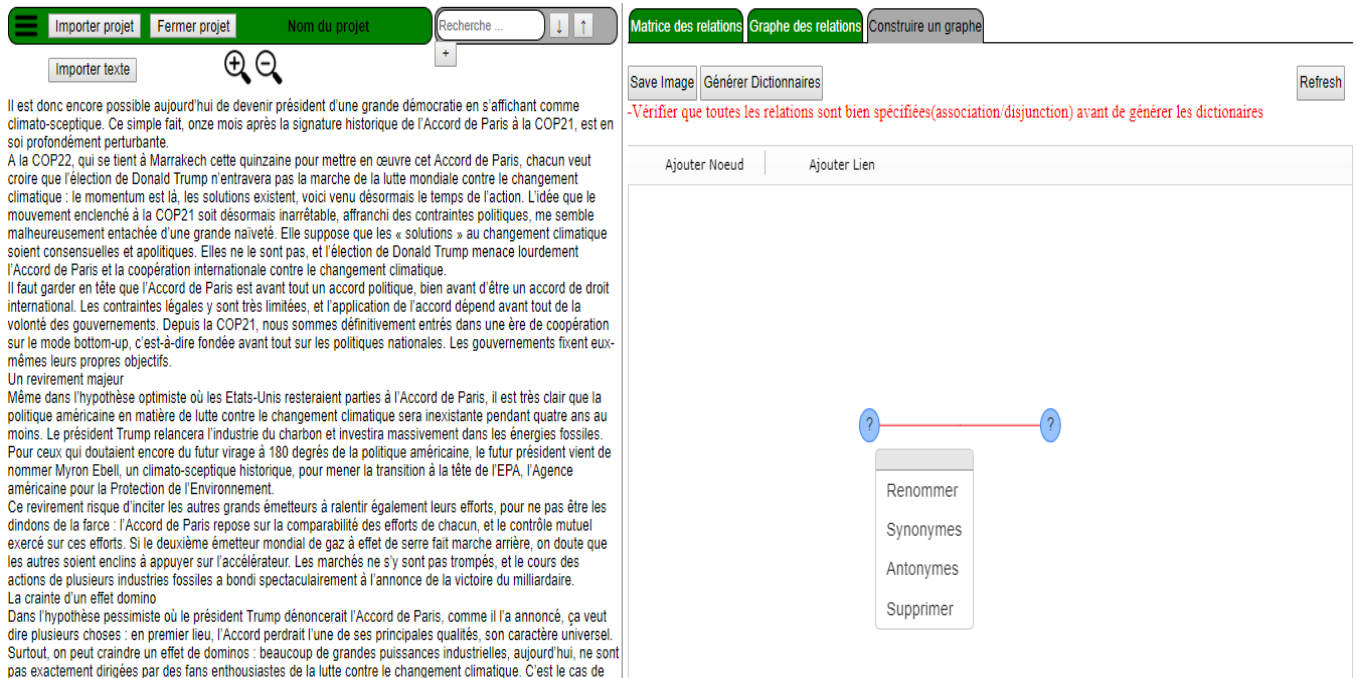 Importer projet Fermer projet Nom du projet Recherche ... ↓ ↑
+
Importer texte
Il est donc encore possible aujourd'hui de devenir président d'une grande démocratie en s'affichant comme
climato-sceptique. Ce simple fait, onze mois après la signature historique de l'Accord de Paris à la COP21, est en
soi profondément perturbante.
A la COP22, qui se tient à Marrakech cette quinzaine pour mettre en œuvre cet Accord de Paris, chacun veut
croire que l'élection de Donald Trump n'entravera pas la marche de la lutte mondiale contre le changement
climatique : le momentum est là, les solutions existent, voici venu désormais le temps de l'action. L'idée que le
mouvement enclenché à la COP21 soit désormais inarrêtable, affranchi des contraintes politiques, me semble
malheureusement entachée d'une grande naïveté. Elle suppose que les « solutions » au changement climatique
soient consensuelles et apolitiques. Elles ne le sont pas, et l'élection de Donald Trump menace lourdement
l'Accord de Paris et la coopération internationale contre le changement climatique.
Il faut garder en tête que l'Accord de Paris est avant tout un accord politique, bien avant d'être un accord de droit
international. Les contraintes légales y sont très limitées, et l'application de l'accord dépend avant tout de la
volonté des gouvernements. Depuis la COP21, nous sommes définitivement entrés dans une ère de coopération
sur le mode bottom-up, c'est-à-dire fondée avant tout sur les politiques nationales. Les gouvernements fixent eux-
mêmes leurs propres objectifs.
Un revirement majeur
Même dans l'hypothèse optimiste où les Etats-Unis resteraient parties à l'Accord de Paris, il est très clair que la
politique américaine en matière de lutte contre le changement climatique sera inexistante pendant quatre ans au
moins. Le président Trump relancera l'industrie du charbon et investira massivement dans les énergies fossiles.
Pour ceux qui doutaient encore du futur virage à 180 degrés de la politique américaine, le futur président vient de
nommer Myron Ebell, un climato-sceptique historique, pour mener la transition à la tête de l'EPA, l'Agence
américaine pour la Protection de l'Environnement.
Ce revirement risque d'inciter les autres grands émetteurs à ralentir également leurs efforts, pour ne pas être les
dindons de la farce : l'Accord de Paris repose sur la comparabilité des efforts de chacun, et le contrôle mutuel
exercé sur ces efforts. Si le deuxième émetteur mondial de gaz à effet de serre fait marche arrière, on doute que
les autres soient enclins à appuyer sur l'accélérateur. Les marchés ne s'y sont pas trompés, et le cours des
actions de plusieurs industries fossiles a bondi spectaculairement à l'annonce de la victoire du milliardaire.
La crainte d'un effet domino
Dans l'hypothèse pessimiste où le président Trump dénoncerait l'Accord de Paris, comme il l'a annoncé, ça veut
dire plusieurs choses : en premier lieu, l'Accord perdrait l'une de ses principales qualités, son caractère universel.
Surtout, on peut craindre un effet de dominos : beaucoup de grandes puissances industrielles, aujourd'hui, ne sont
pas exactement dirigées par des fans enthousiastes de la lutte contre le changement climatique. C'est le cas de
Matrice des relations Graphe des relations Construire un graphe
Save Image Générer Dictionnaires Refresh
-Vérifier que toutes les relations sont bien spécifiées(association/disjunction) avant de générer les dictionaires
Ajouter Noeud Ajouter Lien
? ?
Renommer
Synonymes
Antonymes
Supprimer